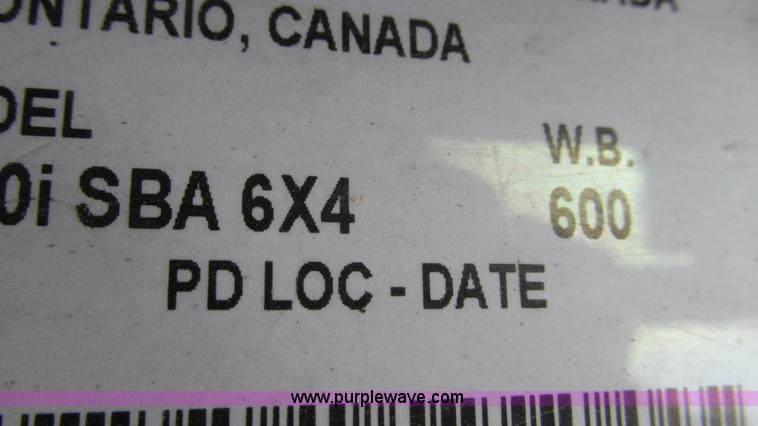 ONTARIO, CANADA
DEL
W.B.
0i SBA 6X4 600
PD LOC - DATE
www.purplewave.com